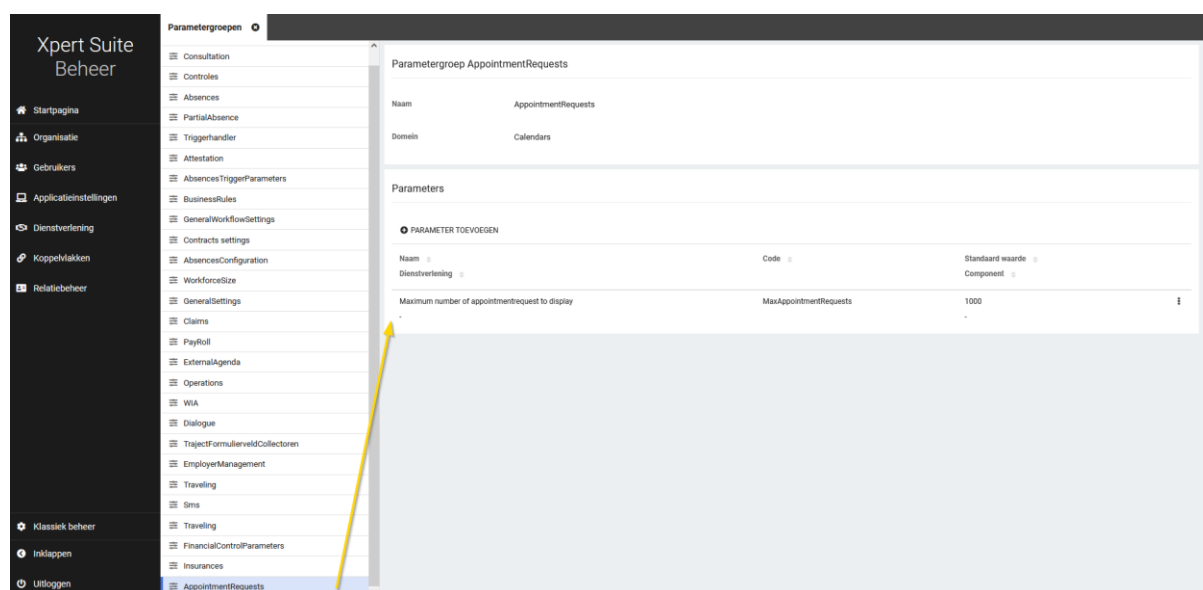 Parametergroepen
Xpert Suite
Beheer
Startpagina
Organisatie
Gebruikers
Applicatieinstellingen
Dienstverlening
Koppelvlakken
Relatiebeheer
Klassiek beheer
Inklappen
Uitloggen
Consultation
Controles
Absences
PartialAbsence
Triggerhandler
Attestation
AbsencesTriggerParameters
BusinessRules
GeneralWorkflowSettings
Contracts settings
AbsencesConfiguration
WorkforceSize
GeneralSettings
Claims
PayRoll
ExternalAgenda
Operations
WIA
Dialogue
TrajectFormulierveldCollectoren
EmployerManagement
Traveling
Sms
Traveling
FinancialControlParameters
Insurances
AppointmentRequests
Parametergroep AppointmentRequests
Naam AppointmentRequests
Domein Calendars
Parameters
PARAMETER TOEVOEGEN
Naam Code Standaard waarde
Dienstverlening Component
Maximum number of appointmentrequest to display MaxAppointmentRequests 1000
- -